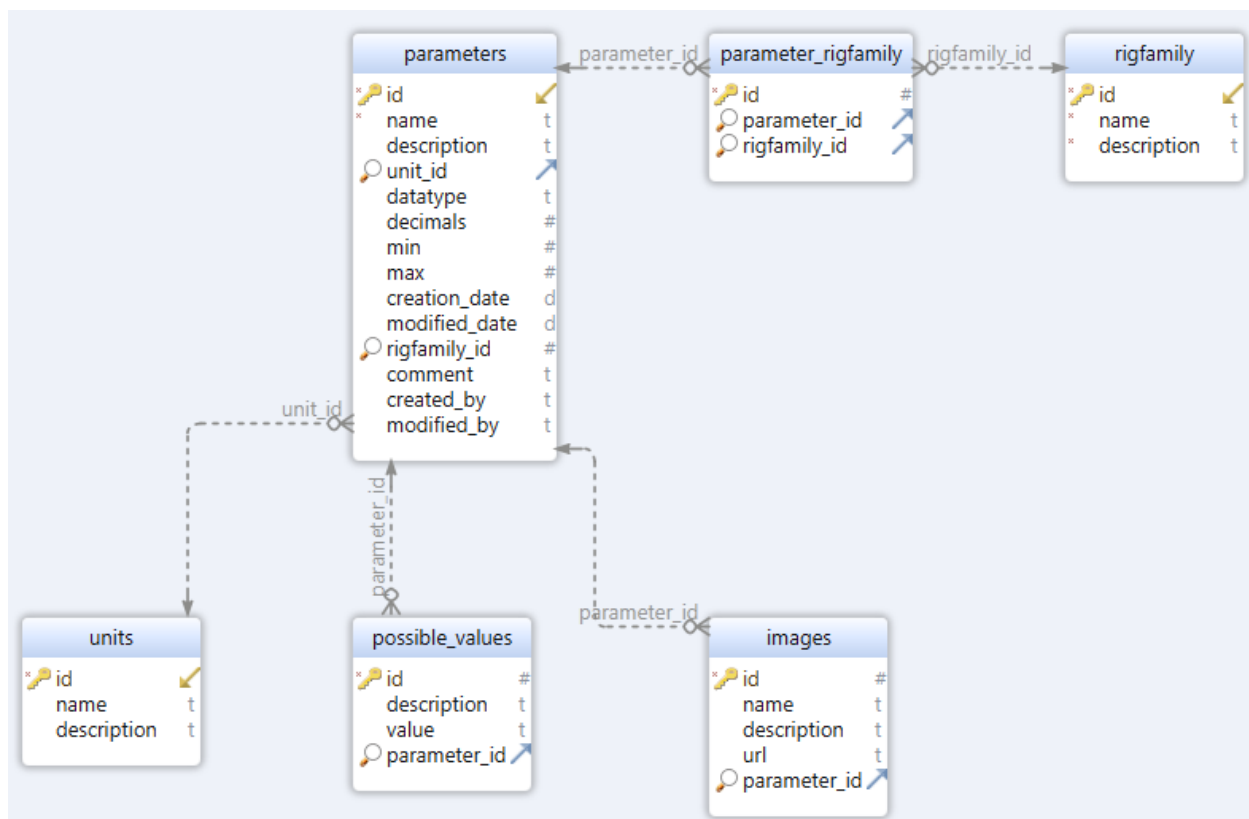 parameters
id
name t
description t
unit_id
datatype t
decimals #
min #
max #
creation_date d
modified_date d
rigfamily_id #
comment t
created_by t
modified_by t
parameter_id
parameter_rigfamily
id #
parameter_id
rigfamily_id
rigfamily_id
rigfamily
id
name t
description t
unit_id
parameter_id
parameter_id
units
id
name t
description t
possible_values
id #
description t
value t
parameter_id
images
id #
name t
description t
url t
parameter_id